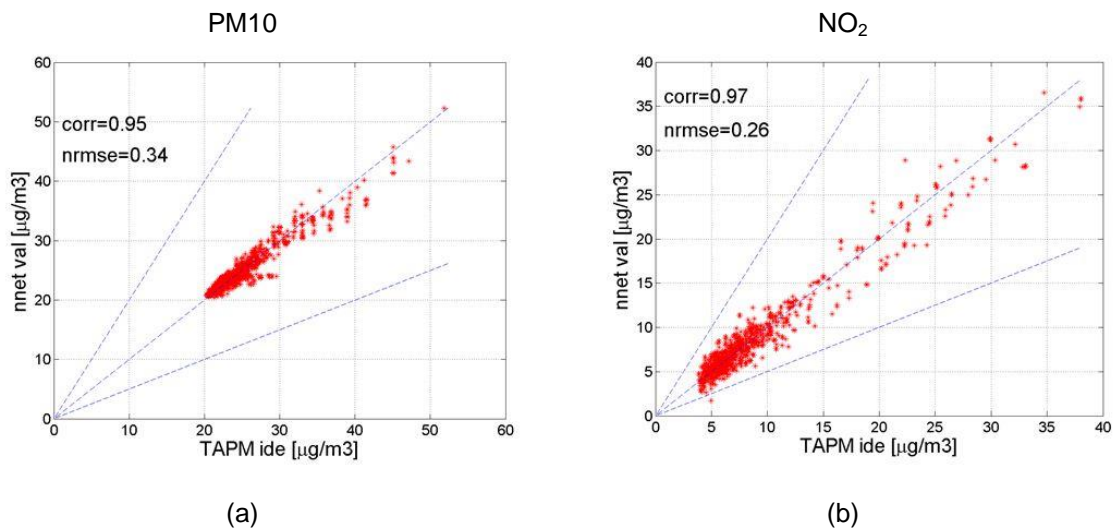 PM10
NO₂
60
50
40
30
20
10
0
nnet val [μg/m3]
corr=0.95
nrmse=0.34
0 10 20 30 40 50 60
TAPM ide [μg/m3]
(a)
40
35
30
25
20
15
10
5
0
nnet val [μg/m3]
corr=0.97
nrmse=0.26
0 5 10 15 20 25 30 35 40
TAPM ide [μg/m3]
(b)